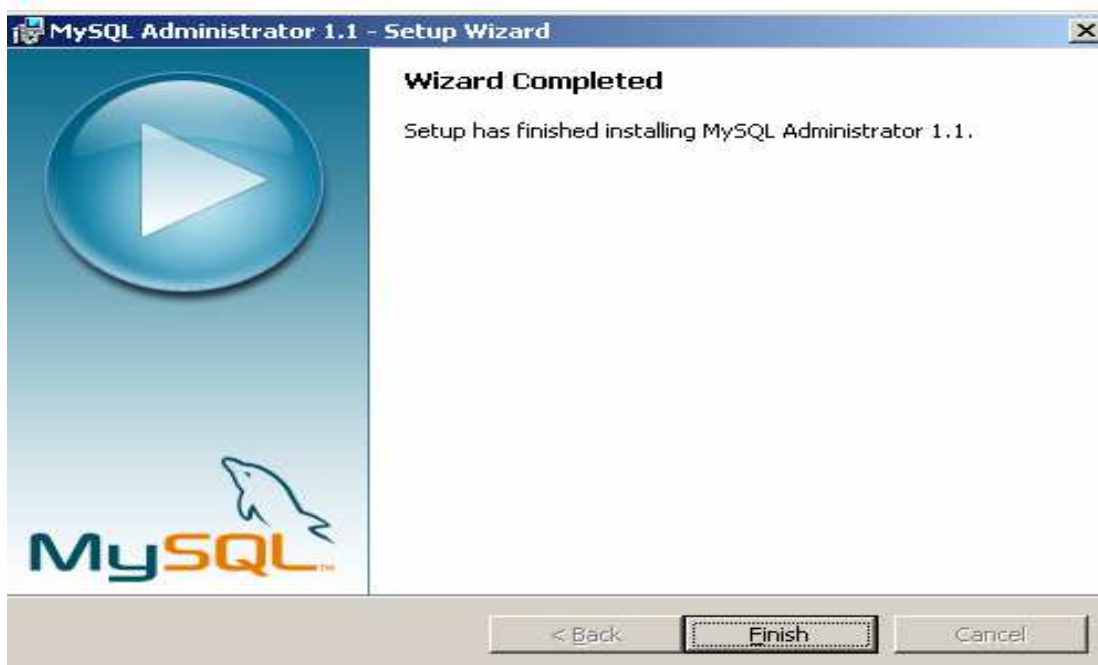 MySQL Administrator 1.1 - Setup Wizard
Wizard Completed
Setup has finished installing MySQL Administrator 1.1.
MySQL
< Back
Finish
Cancel